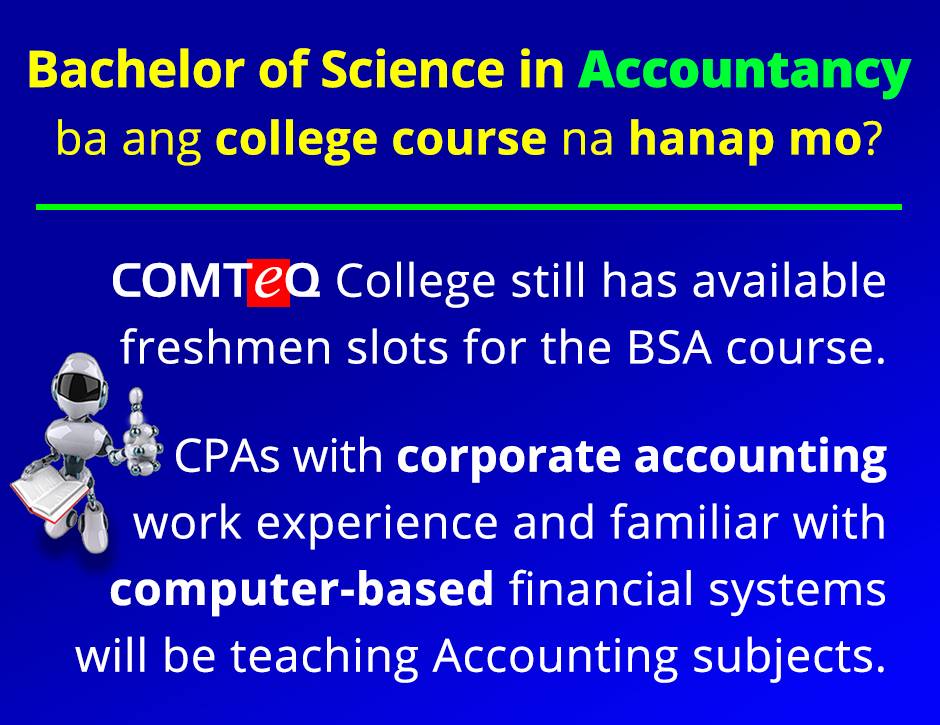 Bachelor of Science in Accountancy
ba ang college course na hanap mo?
COMTeQ College still has available
freshmen slots for the BSA course.
CPAs with corporate accounting
work experience and familiar with
computer-based financial systems
will be teaching Accounting subjects.